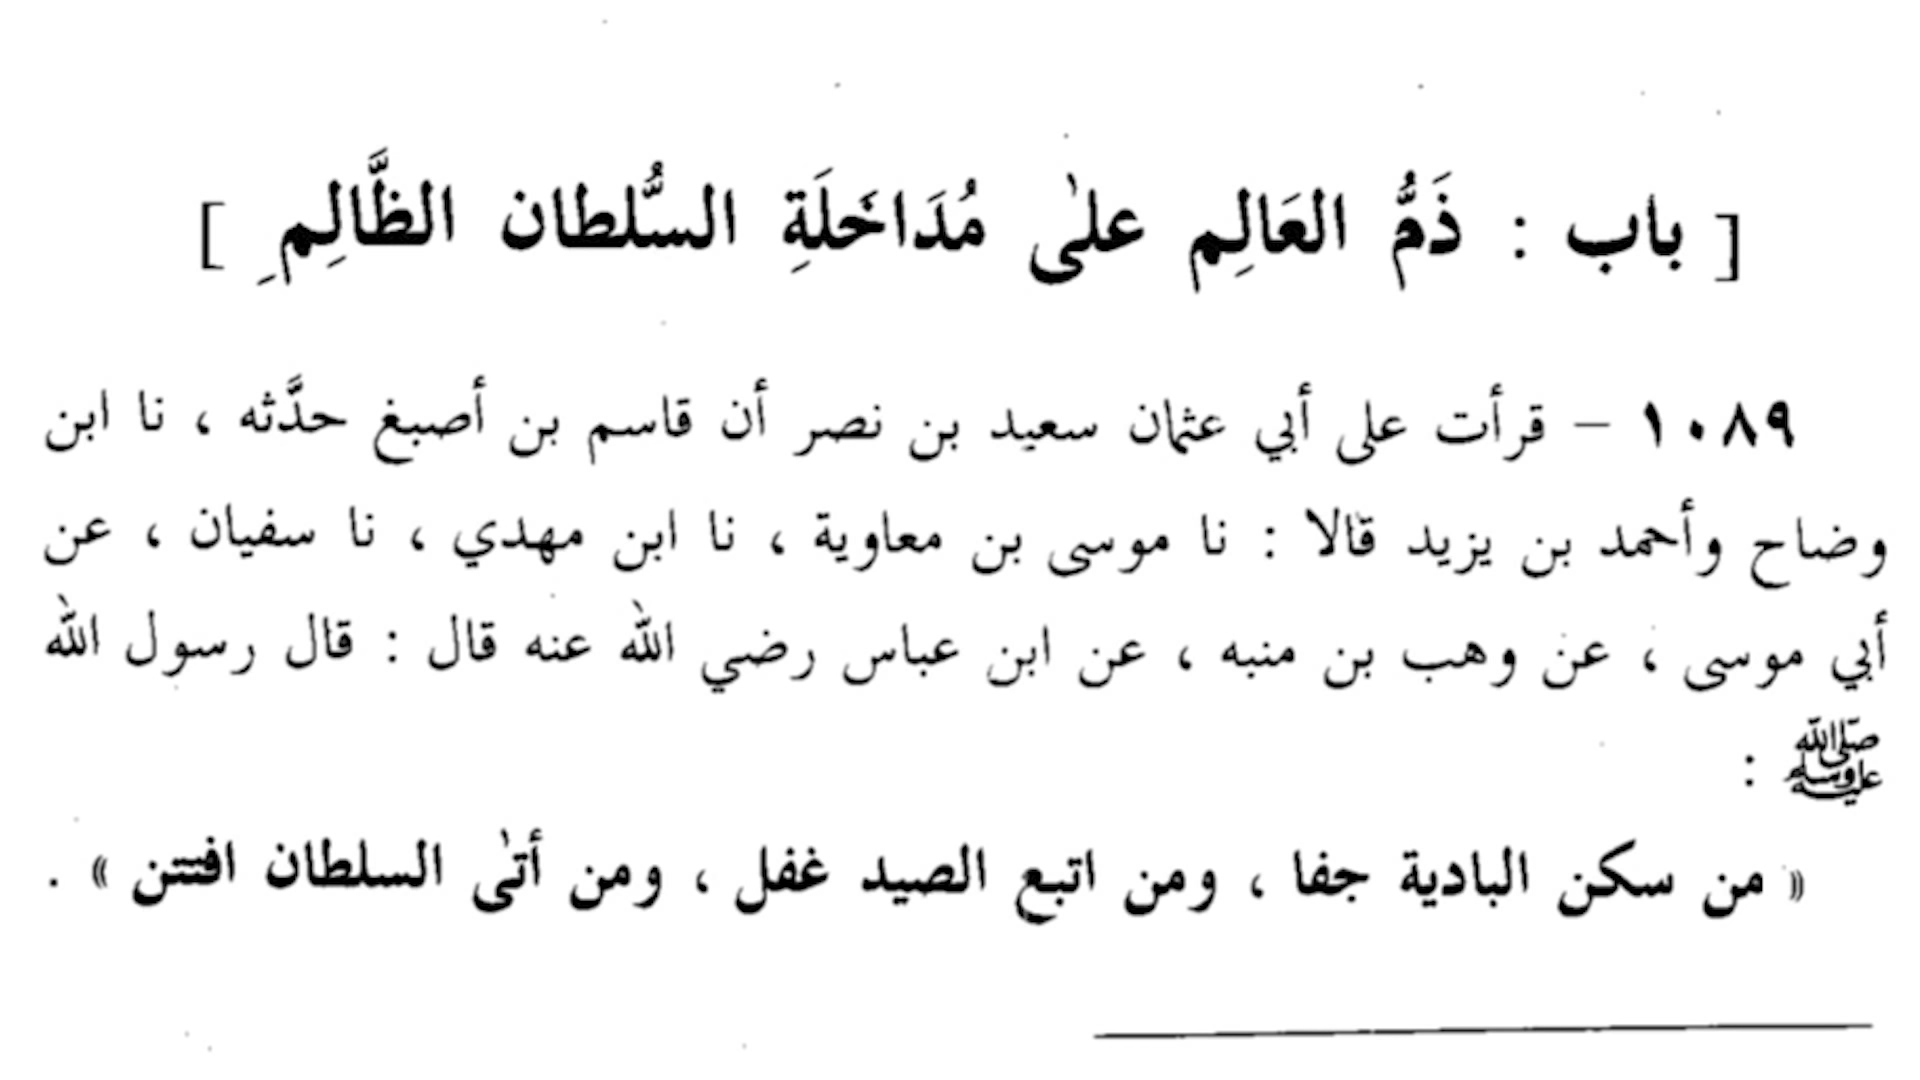 [ باب : ذَمُّ العَالِم علىٰ مُدَاخَلَةِ السُّلطان الظَّالِمِ ]
١٠٨٩ – قرأت على أبي عثمان سعيد بن نصر أن قاسم بن أصبغ حدَّثه ، نا ابن
وضاح وأحمد بن يزيد قالا : نا موسى بن معاوية ، نا ابن مهدي ، نا سفيان ، عن
أبي موسى ، عن وهب بن منبه ، عن ابن عباس رضي الله عنه قال : قال رسول الله
ﷺ :
« من سكن البادية جفا ، ومن اتبع الصيد غفل ، ومن أتىٰ السلطان افتتن » .